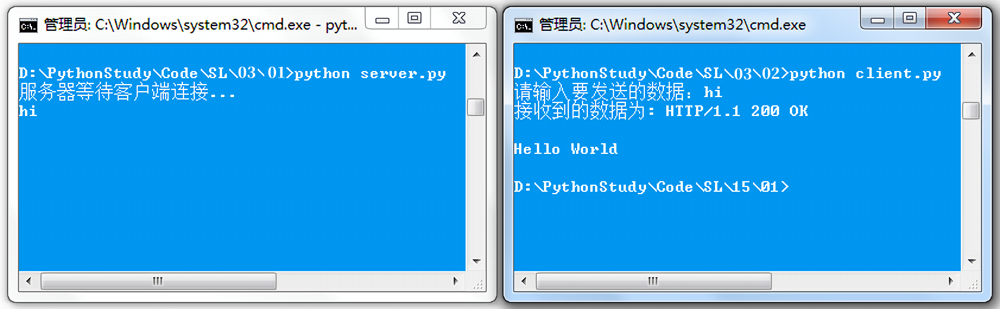 管理员: C:\Windows\system32\cmd.exe - pyt...
D:\PythonStudy\Code\SL\03\01>python server.py
服务器等待客户端连接...
hi
管理员: C:\Windows\system32\cmd.exe
D:\PythonStudy\Code\SL\03\02>python client.py
请输入要发送的数据：hi
接收到的数据为: HTTP/1.1 200 OK
Hello World
D:\PythonStudy\Code\SL\15\01>